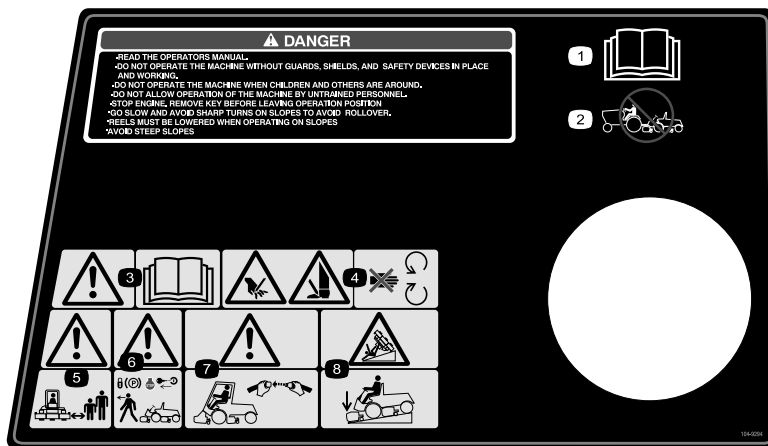 DANGER
•READ THE OPERATORS MANUAL.
•DO NOT OPERATE THE MACHINE WITHOUT GUARDS, SHIELDS, AND SAFETY DEVICES IN PLACE
AND WORKING.
•DO NOT OPERATE THE MACHINE WHEN CHILDREN AND OTHERS ARE AROUND.
•DO NOT ALLOW OPERATION OF THE MACHINE BY UNTRAINED PERSONNEL.
•STOP ENGINE, REMOVE KEY BEFORE LEAVING OPERATION POSITION
•GO SLOW AND AVOID SHARP TURNS ON SLOPES TO AVOID ROLLOVER.
•REELS MUST BE LOWERED WHEN OPERATING ON SLOPES
•AVOID STEEP SLOPES
1
2
3
4
5
6
7
8
(P)
104-9294